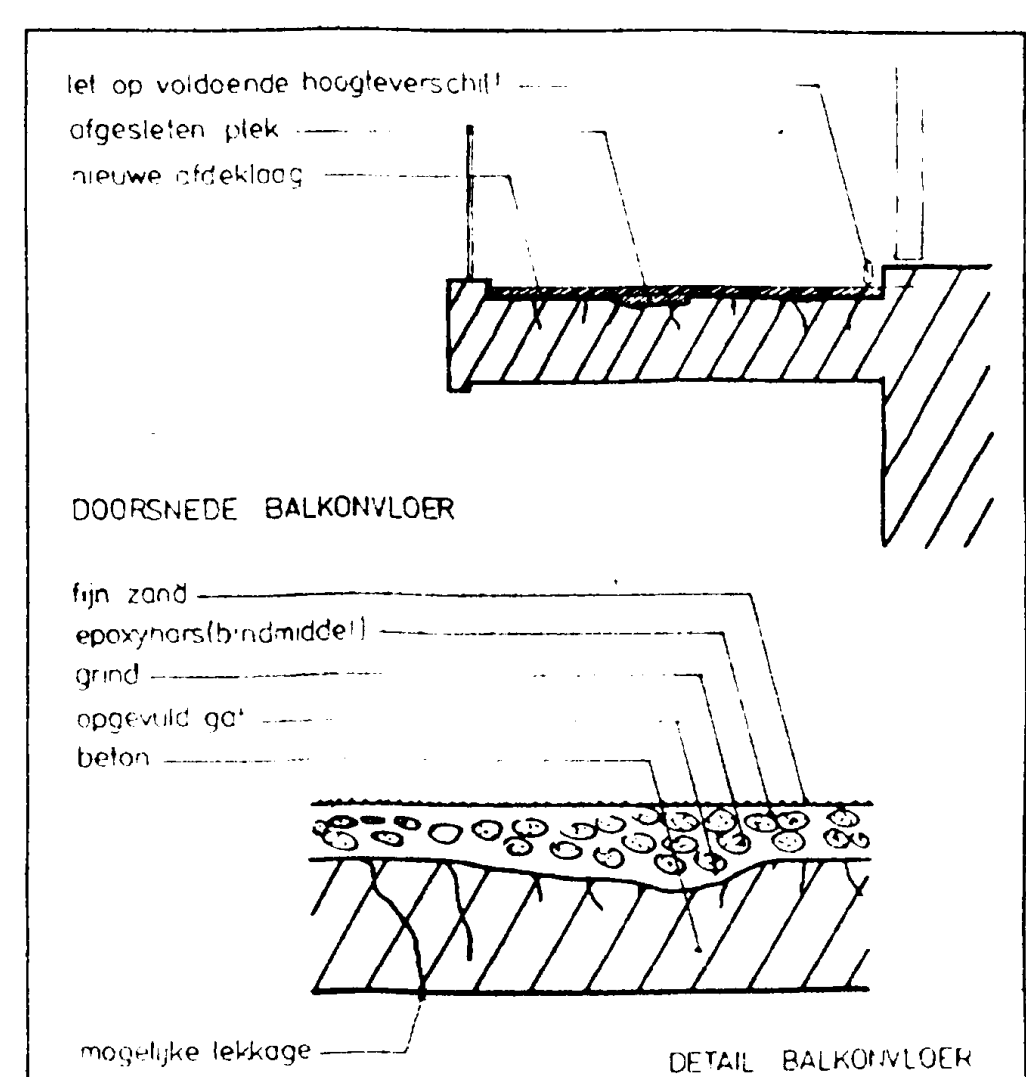 let op voldoende hoogteverschil!
afgesleten plek
nieuwe afdeklaag
DOORSNEDE BALKONVLOER
fijn zand
epoxyhars(bindmiddel)
grind
opgevuld gat
beton
mogelijke lekkage
DETAIL BALKONVLOER